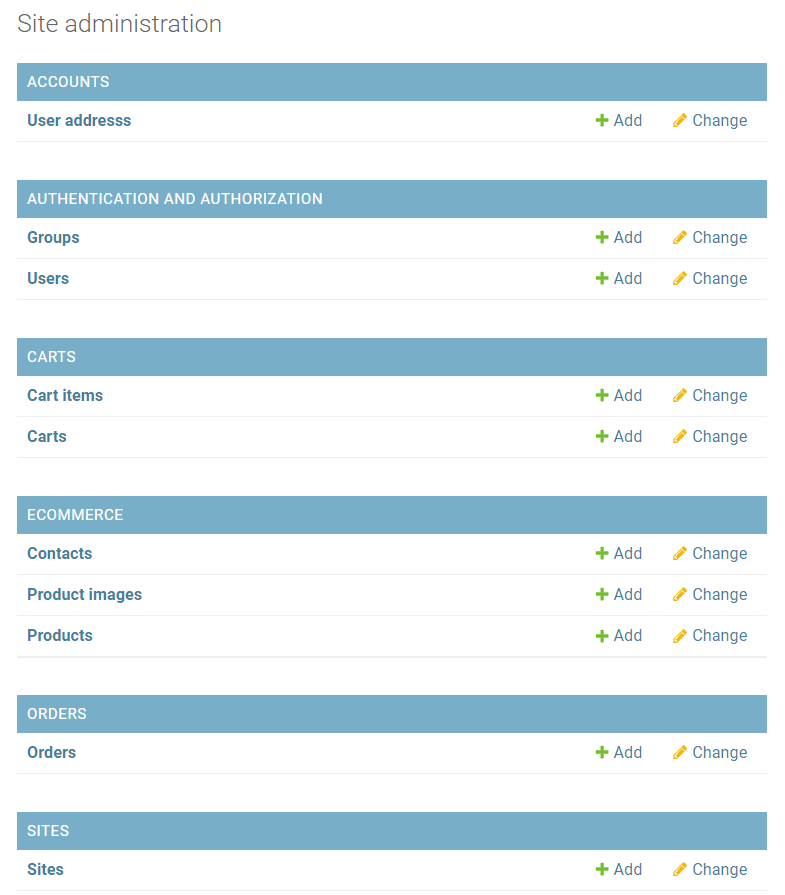 Site administration
ACCOUNTS
User addresss Add Change
AUTHENTICATION AND AUTHORIZATION
Groups Add Change
Users Add Change
CARTS
Cart items Add Change
Carts Add Change
ECOMMERCE
Contacts Add Change
Product images Add Change
Products Add Change
ORDERS
Orders Add Change
SITES
Sites Add Change